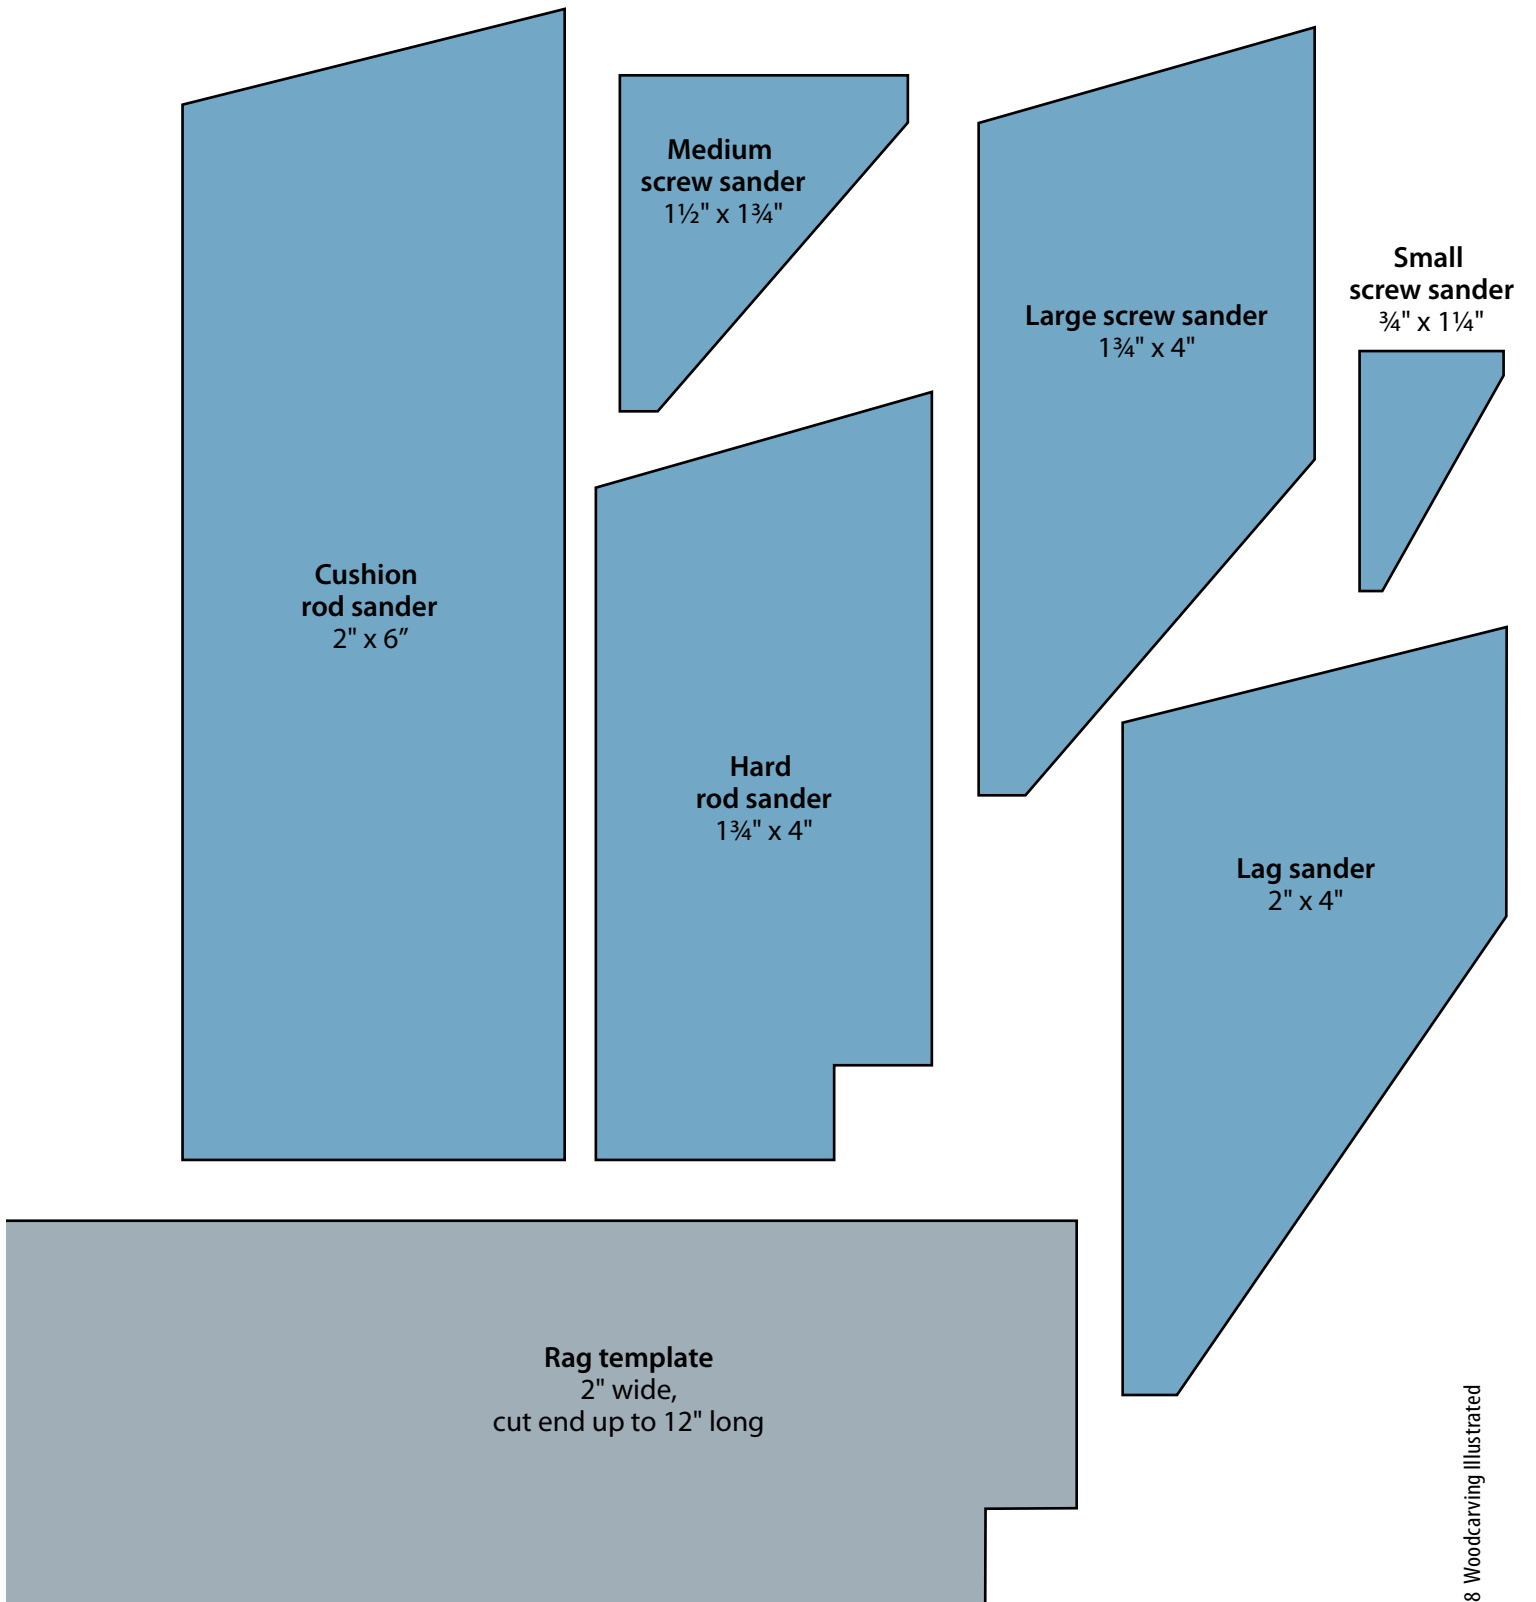 Medium
screw sander
1½" x 1¾"
Small
screw sander
¾" x 1¼"
Large screw sander
1¾" x 4"
Cushion
rod sander
2" x 6”
Hard
rod sander
1¾" x 4"
Lag sander
2" x 4"
Rag template
2" wide,
cut end up to 12" long
8 Woodcarving Illustrated